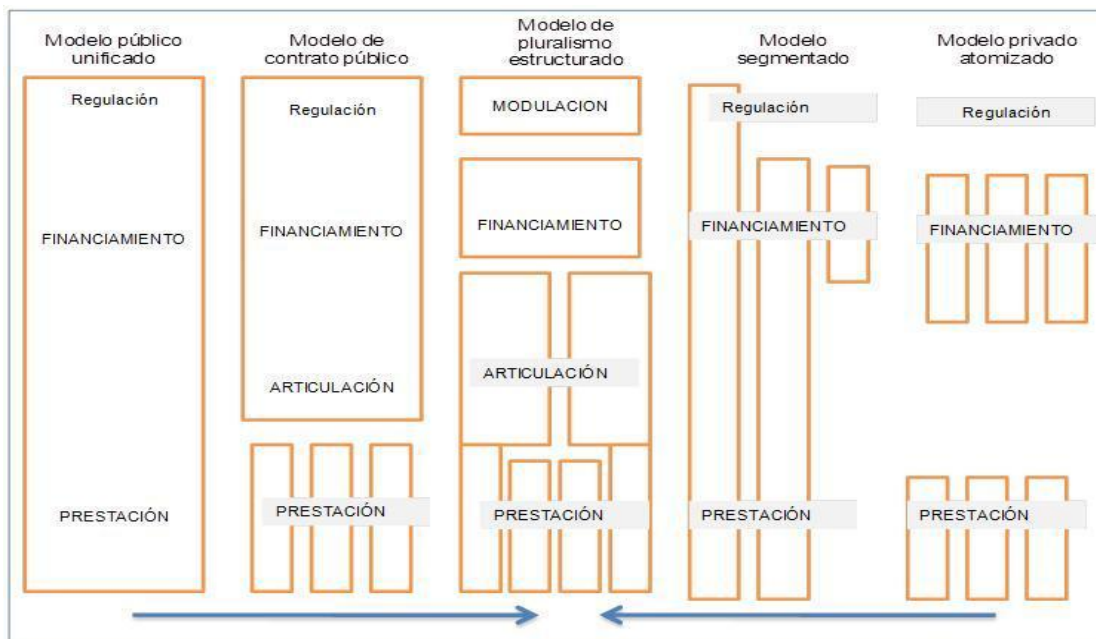 Modelo público
unificado
Regulación
FINANCIAMIENTO
PRESTACIÓN
Modelo de
contrato público
Regulación
FINANCIAMIENTO
ARTICULACIÓN
PRESTACIÓN
Modelo de
pluralismo
estructurado
MODULACION
FINANCIAMIENTO
ARTICULACIÓN
PRESTACIÓN
Modelo
segmentado
Regulación
FINANCIAMIENTO
PRESTACIÓN
Modelo privado
atomizado
Regulación
FINANCIAMIENTO
PRESTACIÓN